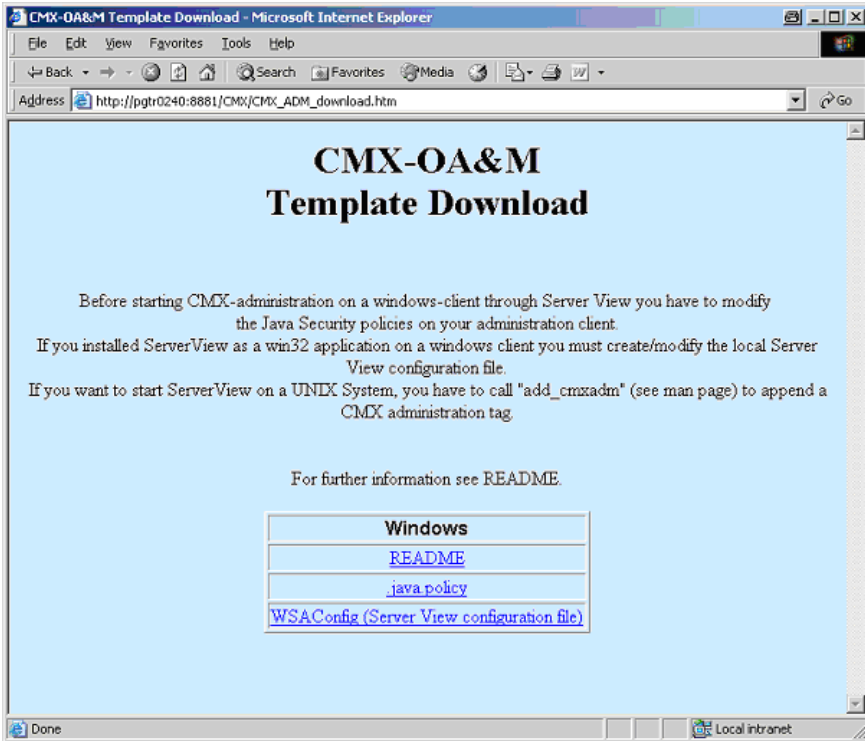 CMX-OA&M Template Download - Microsoft Internet Explorer
File Edit View Favorites Tools Help
Back Search Favorites Media
Address http://pgtr0240:8881/CMX/CMX_ADM_download.htm Go
CMX-OA&M
Template Download
Before starting CMX-administration on a windows-client through Server View you have to modify
the Java Security policies on your administration client.
If you installed ServerView as a win32 application on a windows client you must create/modify the local Server
View configuration file.
If you want to start ServerView on a UNIX System, you have to call "add_cmxadm" (see man page) to append a
CMX administration tag.
For further information see README.
Windows
README
.java.policy
WSAConfig (Server View configuration file)
Done Local intranet